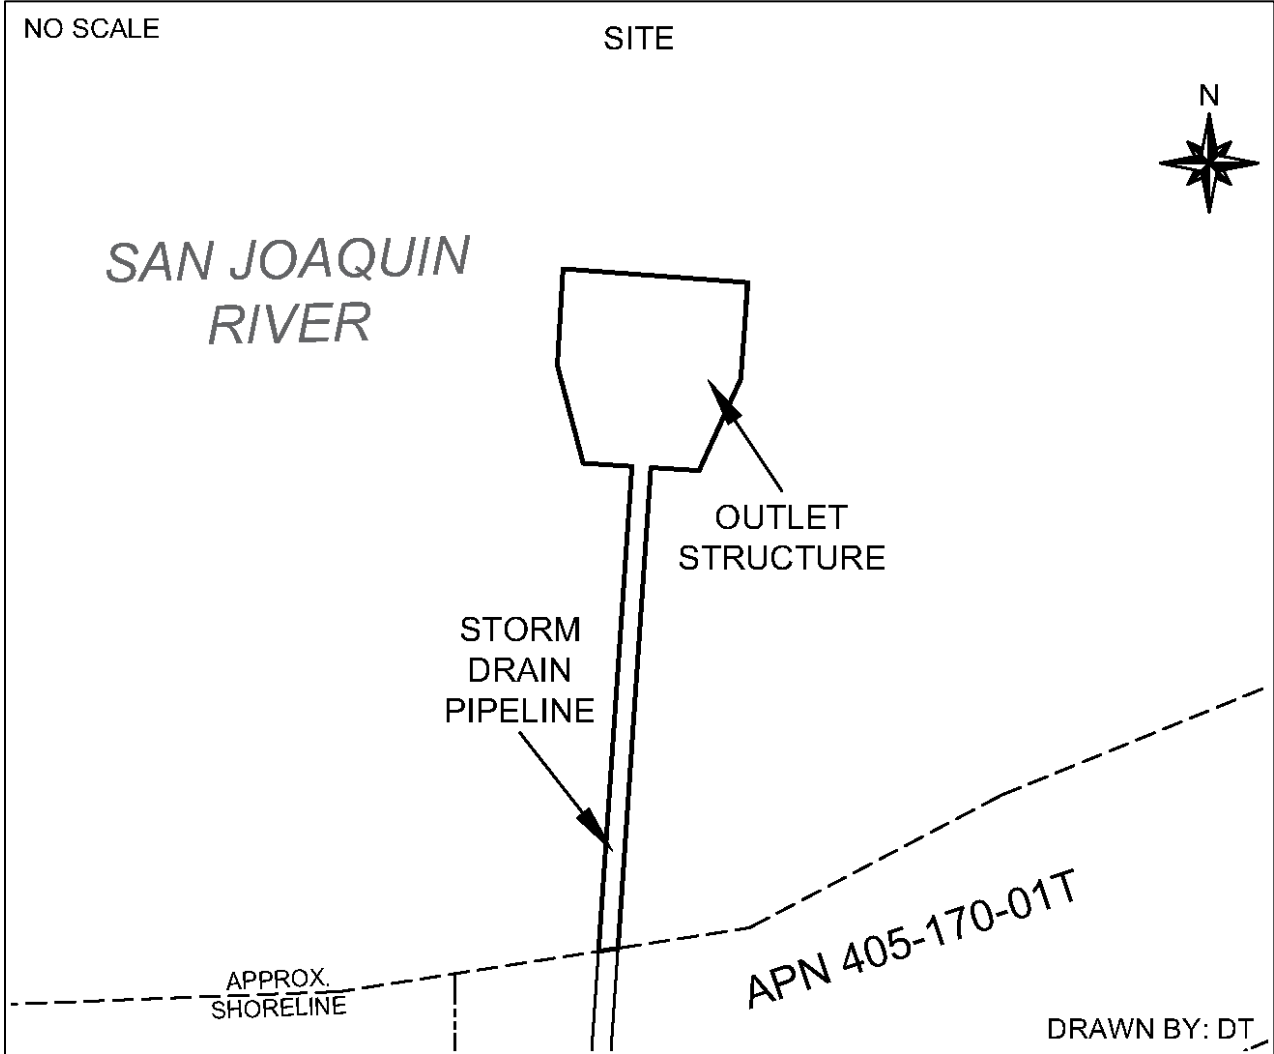 NO SCALE
SITE
N
SAN JOAQUIN
RIVER
OUTLET
STRUCTURE
STORM
DRAIN
PIPELINE
APN 405-170-01T
APPROX.
SHORELINE
DRAWN BY: DT